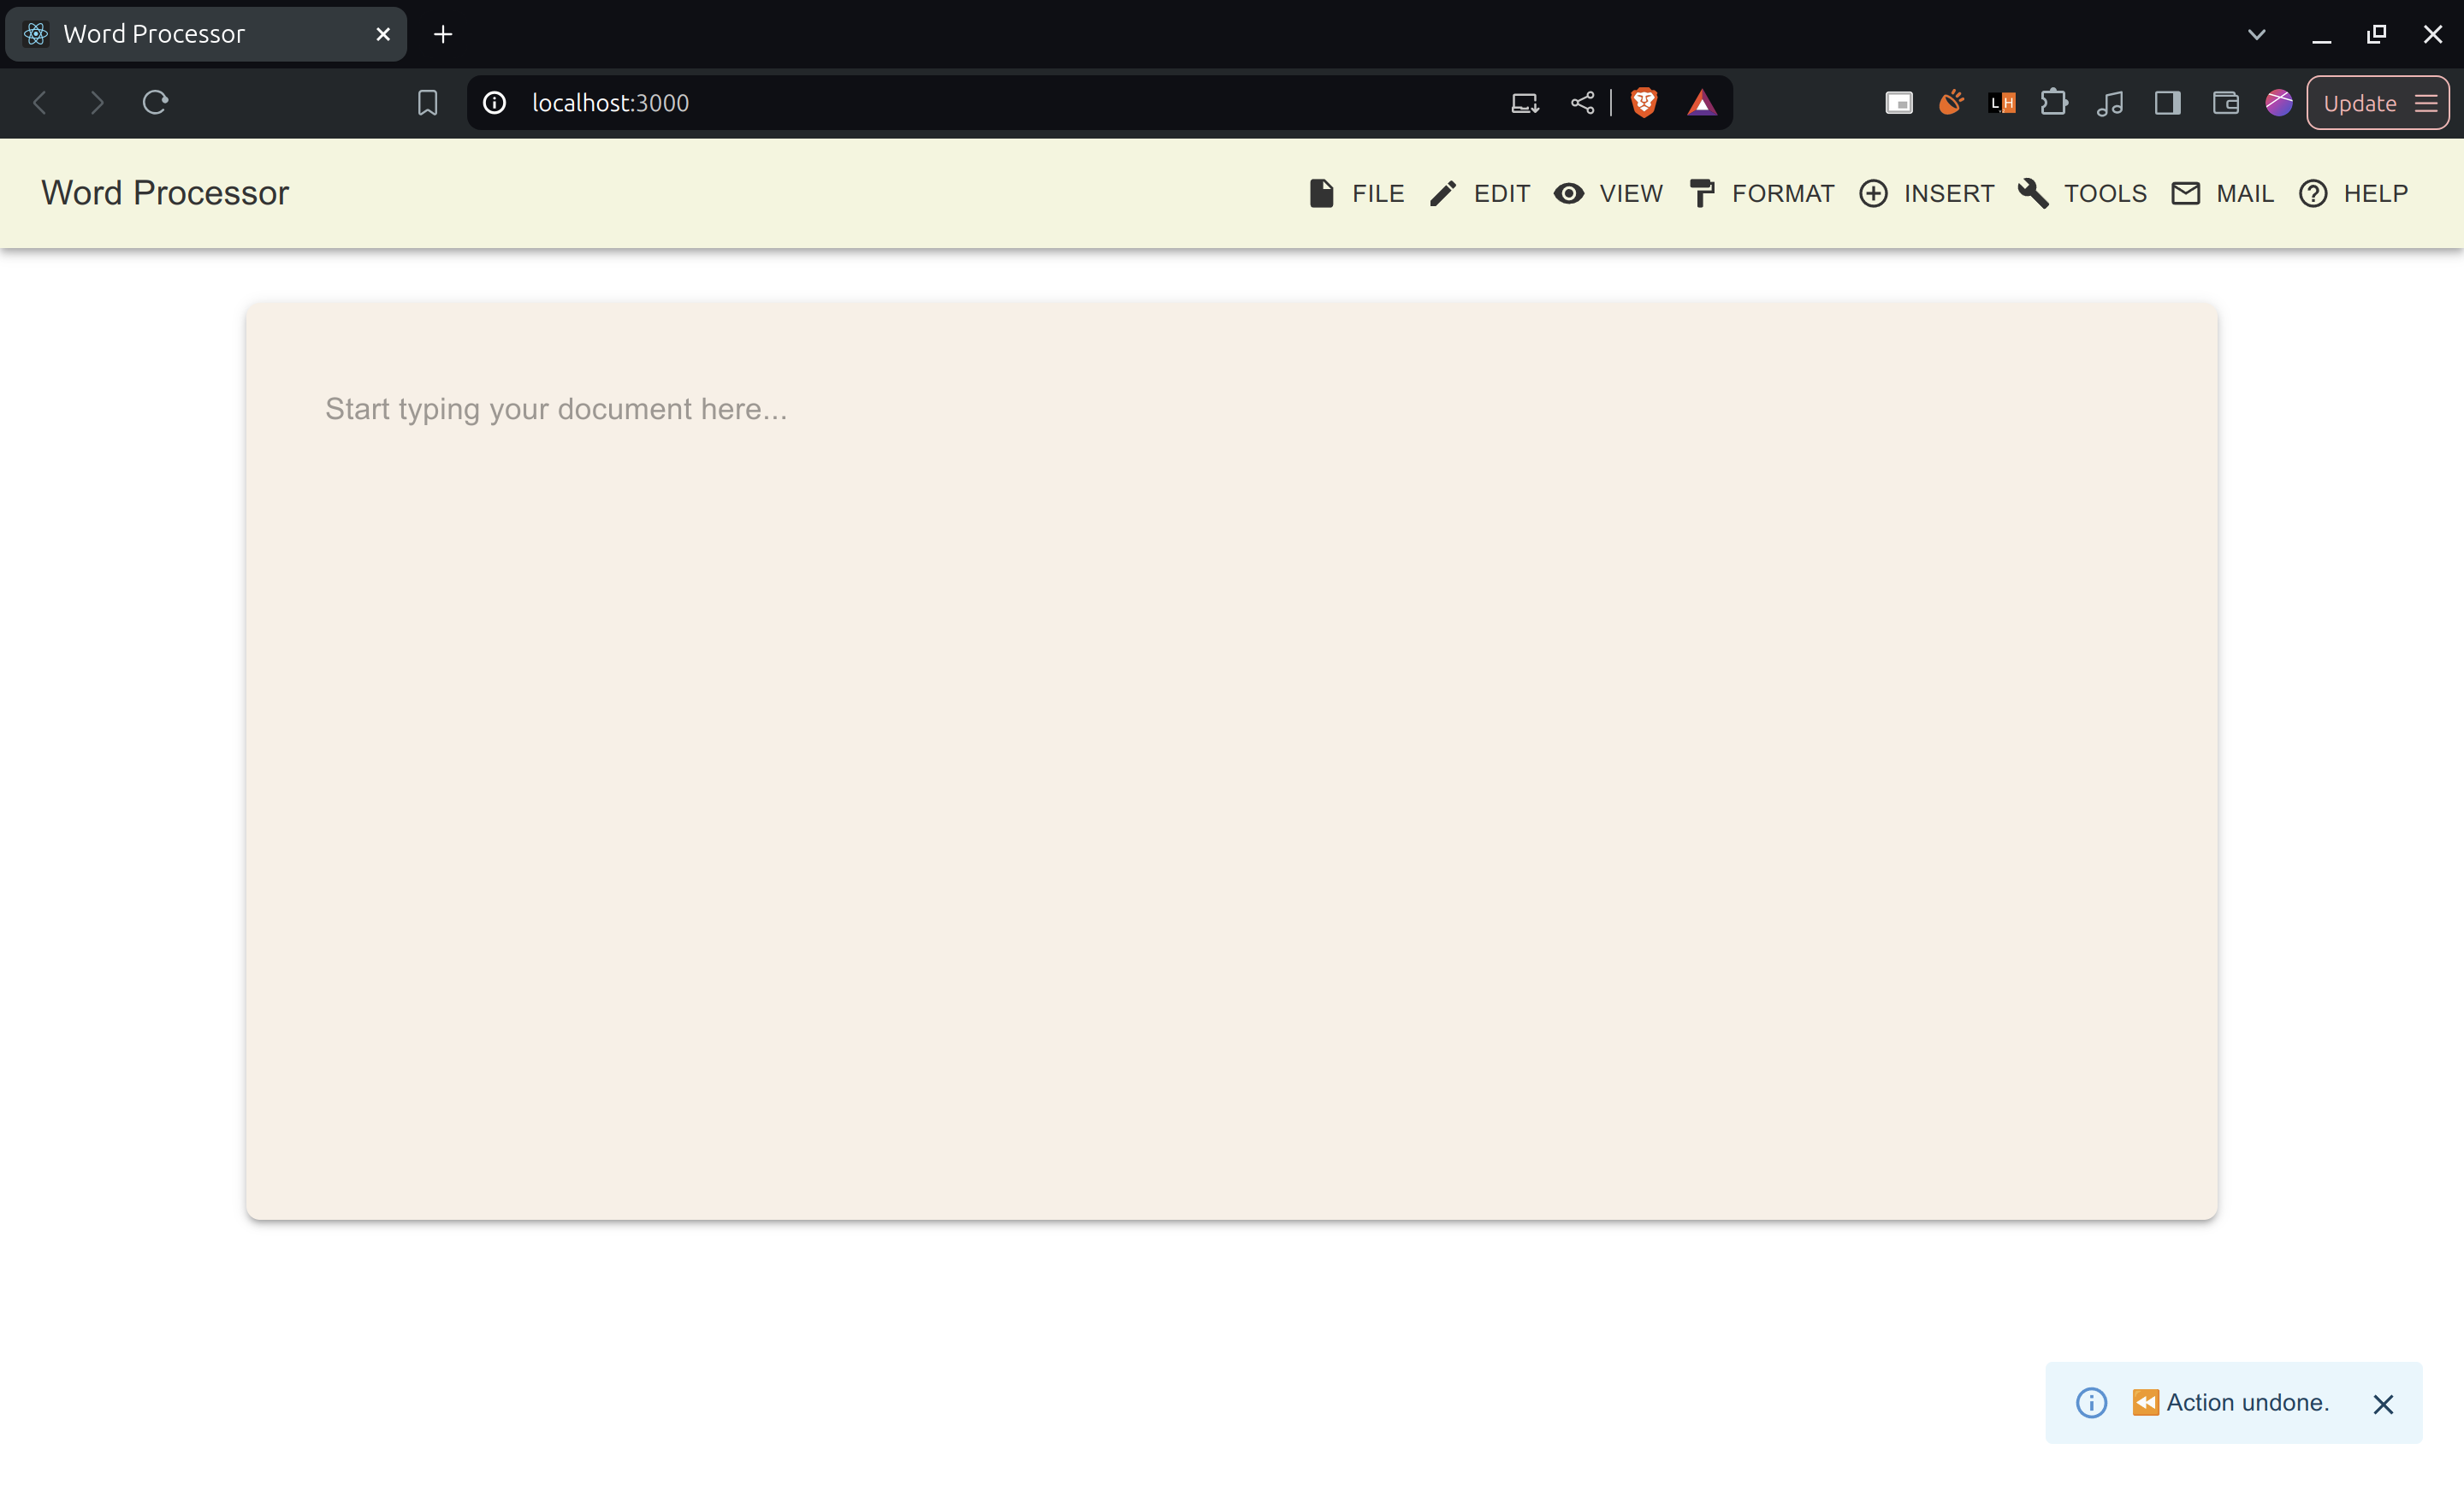 Word Processor
localhost:3000
L H
Update
Word Processor
FILE EDIT VIEW FORMAT INSERT TOOLS MAIL HELP
Start typing your document here...
⏪ Action undone.